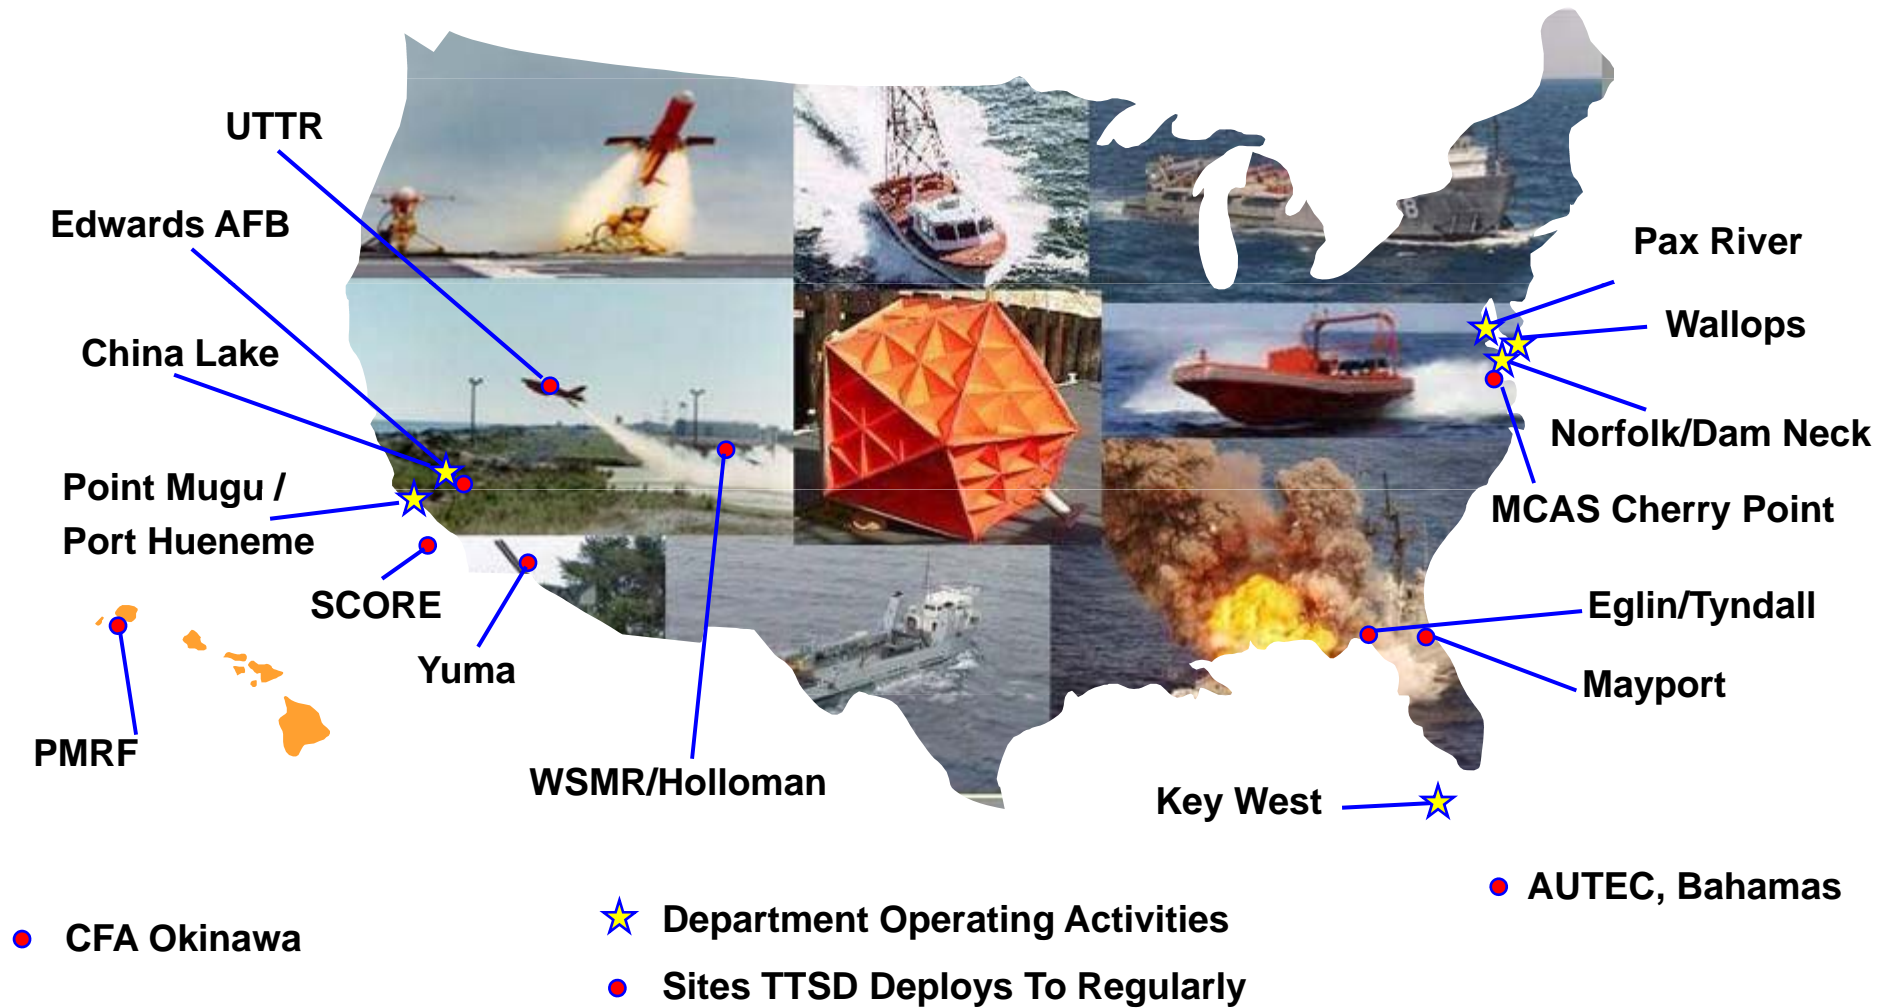 UTTR
Edwards AFB
China Lake
Point Mugu /
Port Hueneme
SCORE
Yuma
PMRF
WSMR/Holloman
Pax River
Wallops
Norfolk/Dam Neck
MCAS Cherry Point
Eglin/Tyndall
Mayport
Key West
AUTEC, Bahamas
CFA Okinawa
Department Operating Activities
Sites TTSD Deploys To Regularly
8